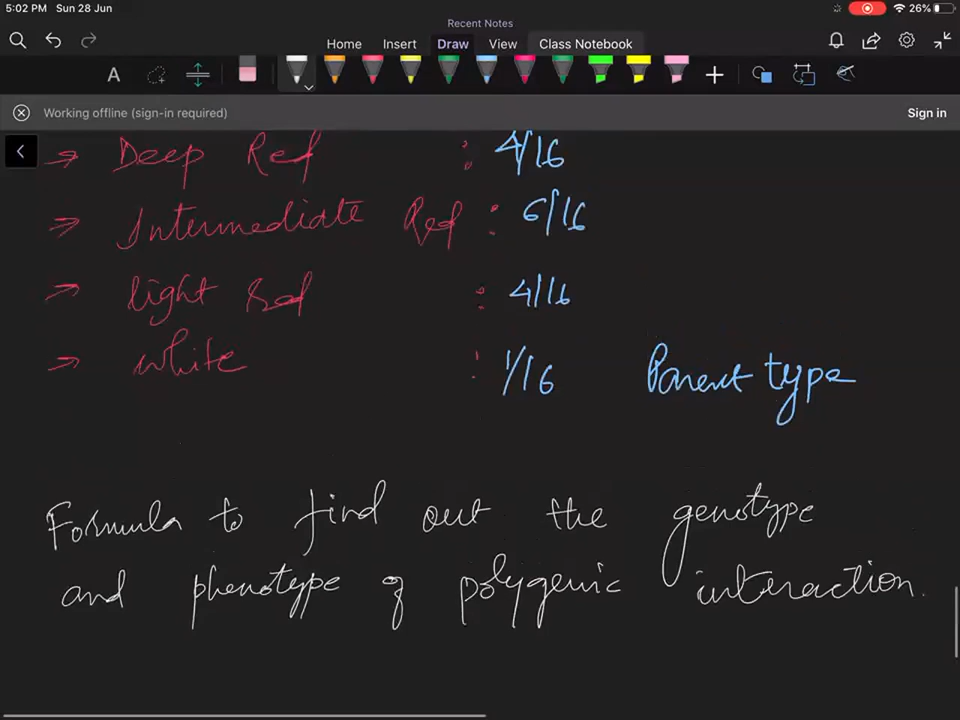 5:02 PM Sun 28 Jun
26%
Recent Notes
Home Insert Draw View Class Notebook
A
Working offline (sign-in required) Sign in
→ Deep Red : 4/16
→ Intermediate Red : 6/16
→ light Red : 4/16
→ white : 1/16 Parent type
Formula to find out the genotype
and phenotype of polygenic interaction.